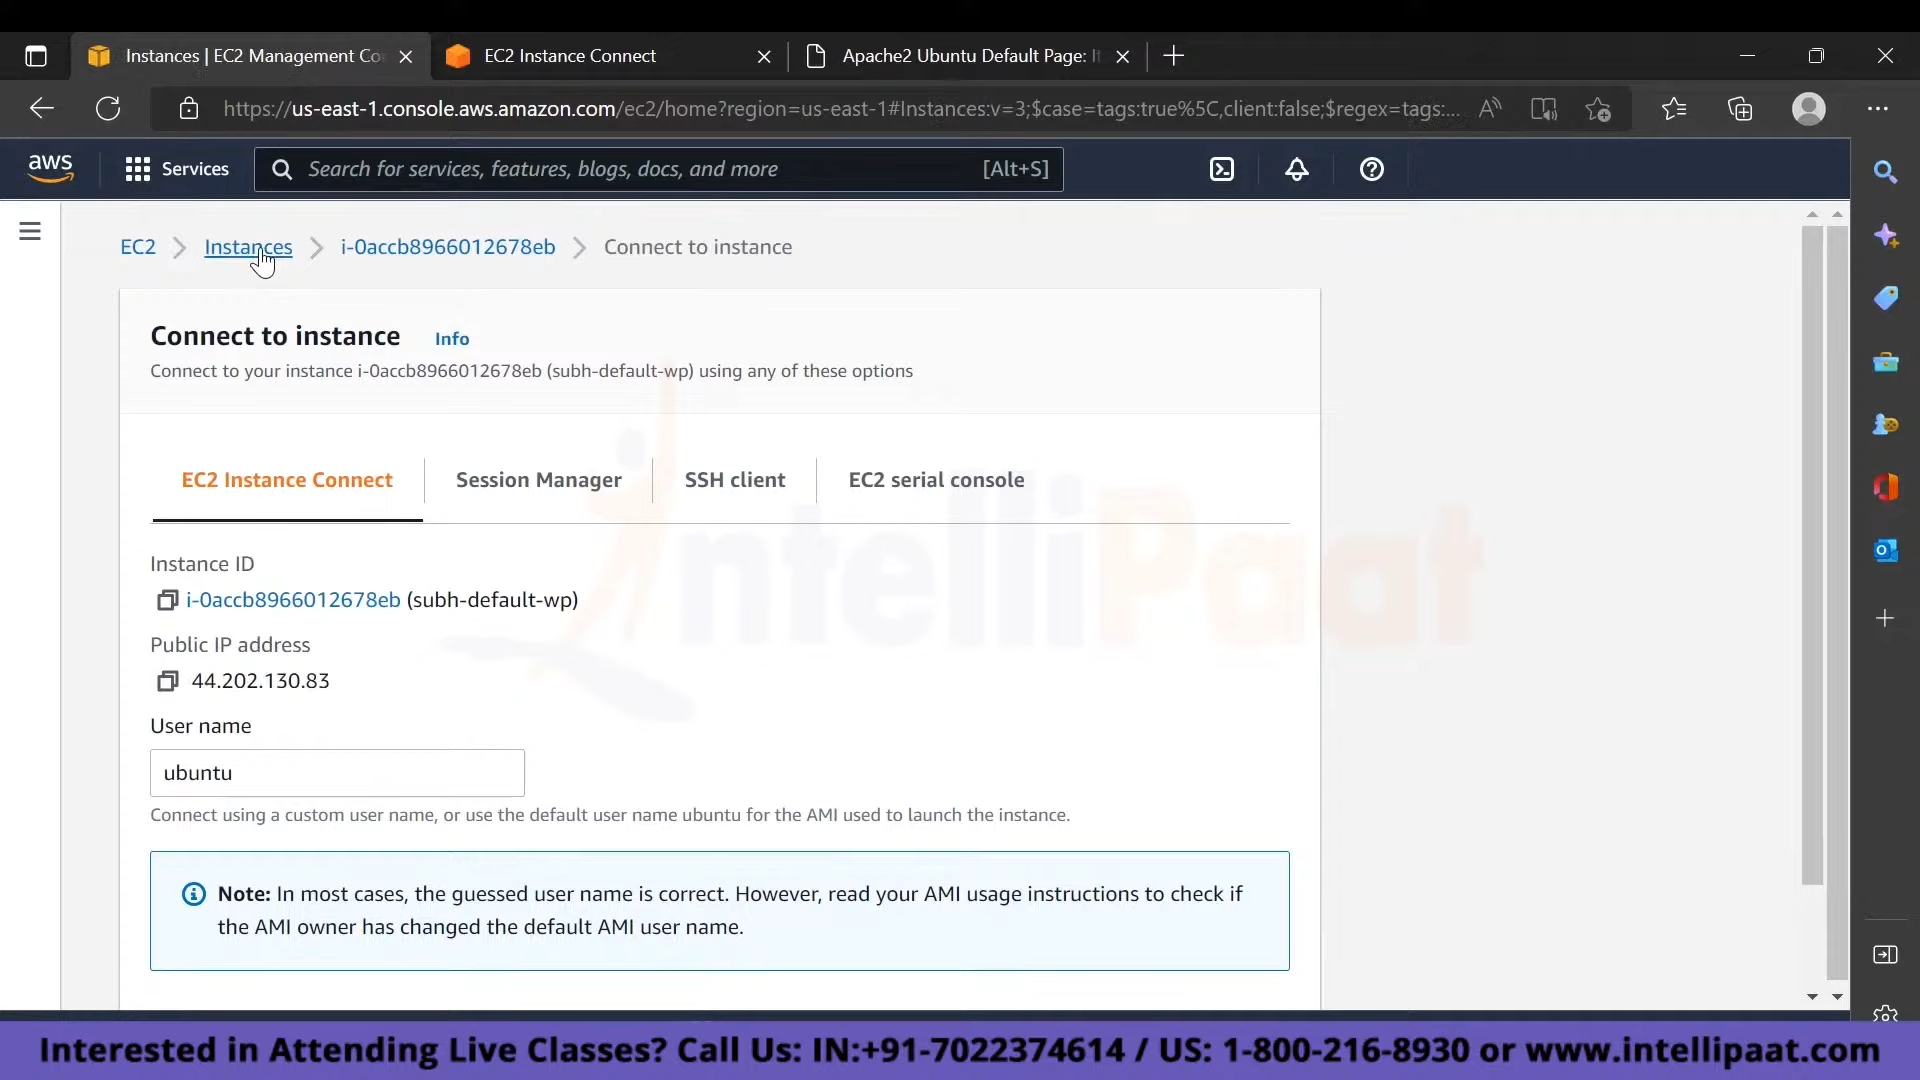 Instances | EC2 Management Co
EC2 Instance Connect
Apache2 Ubuntu Default Page: It
https://us-east-1.console.aws.amazon.com/ec2/home?region=us-east-1#Instances:v=3;$case=tags:true%5C,client:false;$regex=tags:...
aws
Services
Search for services, features, blogs, docs, and more
[Alt+S]
EC2
Instances
i-0accb8966012678eb
Connect to instance
Connect to instance
Info
Connect to your instance i-0accb8966012678eb (subh-default-wp) using any of these options
EC2 Instance Connect
Session Manager
SSH client
EC2 serial console
IntelliPaat
Instance ID
i-0accb8966012678eb (subh-default-wp)
Public IP address
44.202.130.83
User name
ubuntu
Connect using a custom user name, or use the default user name ubuntu for the AMI used to launch the instance.
Note: In most cases, the guessed user name is correct. However, read your AMI usage instructions to check if
the AMI owner has changed the default AMI user name.
Interested in Attending Live Classes? Call Us: IN:+91-7022374614 / US: 1-800-216-8930 or www.intellipaat.com